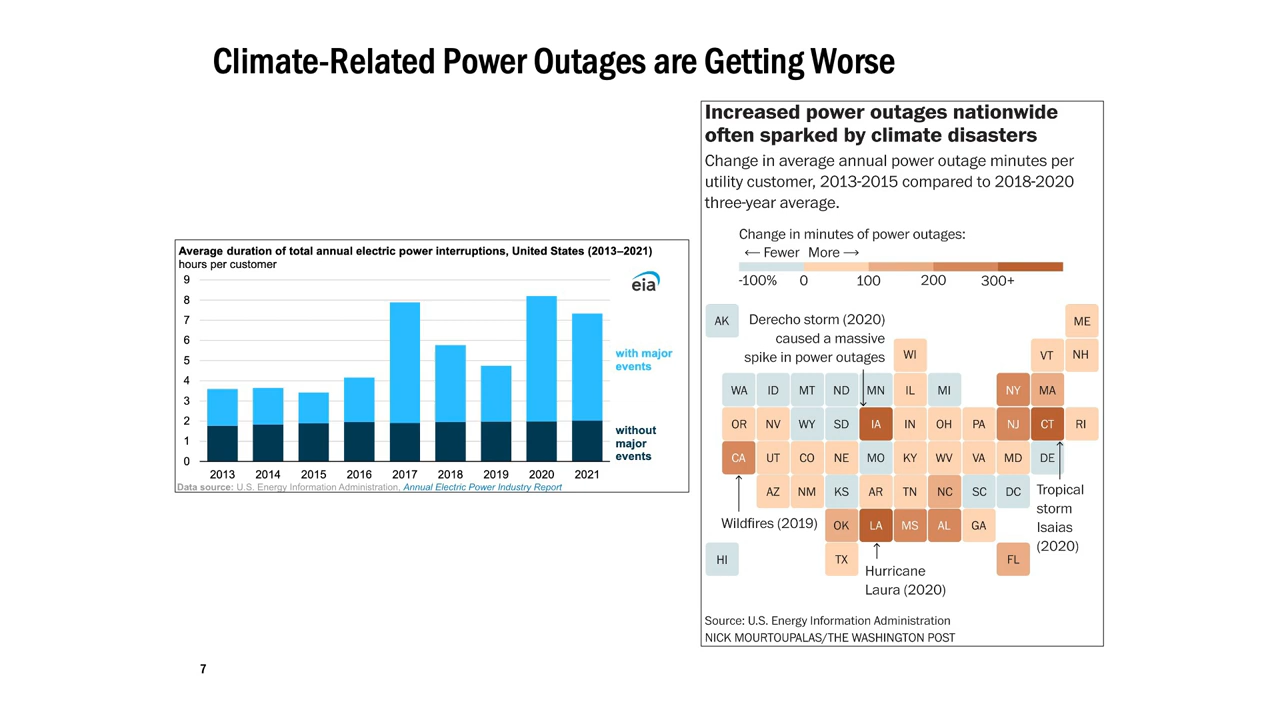 Climate-Related Power Outages are Getting Worse
Average duration of total annual electric power interruptions, United States (2013–2021)
hours per customer
eia
9
8
7
6
5
4
3
2
1
0
with major
events
without
major
events
2013 2014 2015 2016 2017 2018 2019 2020 2021
Data source: U.S. Energy Information Administration, Annual Electric Power Industry Report
Increased power outages nationwide
often sparked by climate disasters
Change in average annual power outage minutes per
utility customer, 2013-2015 compared to 2018-2020
three-year average.
Change in minutes of power outages:
← Fewer More →
-100% 0 100 200 300+
Derecho storm (2020)
caused a massive
spike in power outages
AK ME
WI VT NH
WA ID MT ND MN IL MI NY MA
OR NV WY SD IA IN OH PA NJ CT RI
CA UT CO NE MO KY WV VA MD DE
AZ NM KS AR TN NC SC DC
OK LA MS AL GA
HI TX FL
Wildfires (2019)
Tropical
storm
Isaias
(2020)
Hurricane
Laura (2020)
Source: U.S. Energy Information Administration
NICK MOURTOUPALAS/THE WASHINGTON POST
7